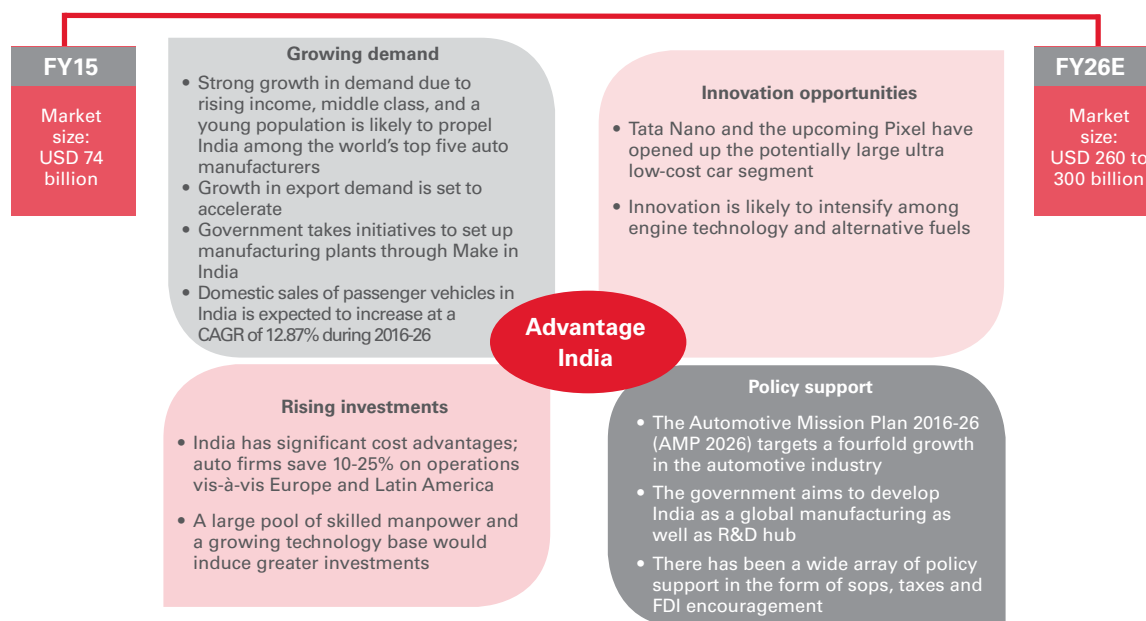 FY15
Market
size:
USD 74
billion
Growing demand
• Strong growth in demand due to
rising income, middle class, and a
young population is likely to propel
India among the world's top five auto
manufacturers
• Growth in export demand is set to
accelerate
• Government takes initiatives to set up
manufacturing plants through Make in
India
• Domestic sales of passenger vehicles in
India is expected to increase at a
CAGR of 12.87% during 2016-26
Innovation opportunities
• Tata Nano and the upcoming Pixel have
opened up the potentially large ultra
low-cost car segment
• Innovation is likely to intensify among
engine technology and alternative fuels
FY26E
Market
size:
USD 260 to
300 billion
Advantage
India
Rising investments
• India has significant cost advantages;
auto firms save 10-25% on operations
vis-à-vis Europe and Latin America
• A large pool of skilled manpower and
a growing technology base would
induce greater investments
Policy support
• The Automotive Mission Plan 2016-26
(AMP 2026) targets a fourfold growth
in the automotive industry
• The government aims to develop
India as a global manufacturing as
well as R&D hub
• There has been a wide array of policy
support in the form of sops, taxes and
FDI encouragement